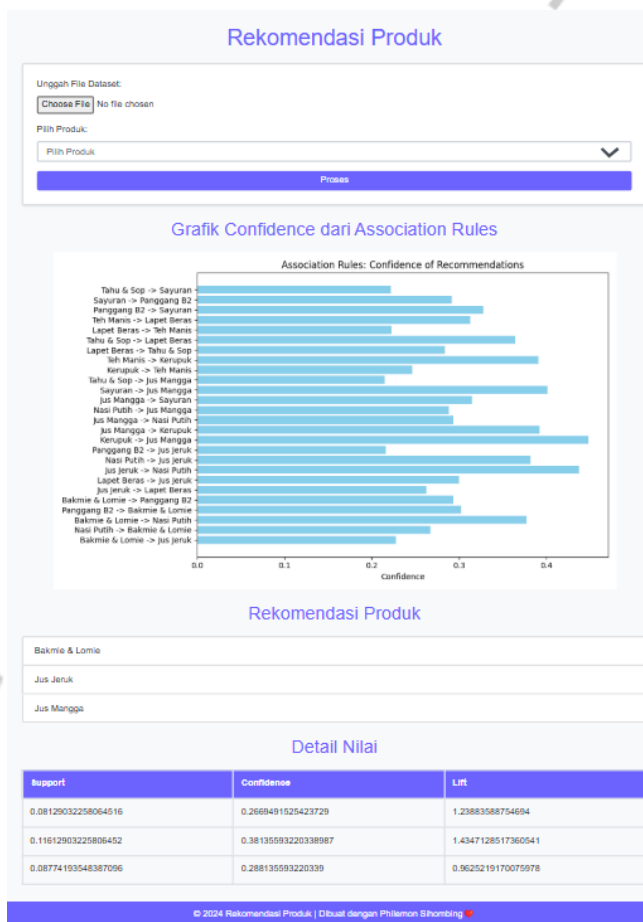 Rekomendasi Produk
Unggah File Dataset:
Choose File No file chosen
Pilih Produk:
Pilih Produk
Proses
Grafik Confidence dari Association Rules
Association Rules: Confidence of Recommendations
Tahu & Sop -> Sayuran
Sayuran -> Panggang B2
Panggang B2 -> Sayuran
Teh Manis -> Lapet Beras
Lapet Beras -> Teh Manis
Tahu & Sop -> Lapet Beras
Lapet Beras -> Tahu & Sop
Teh Manis -> Kerupuk
Kerupuk -> Teh Manis
Tahu & Sop -> Jus Mangga
Sayuran -> Jus Mangga
Jus Mangga -> Sayuran
Nasi Putih -> Jus Mangga
Jus Mangga -> Nasi Putih
Jus Mangga -> Kerupuk
Kerupuk -> Jus Mangga
Panggang B2 -> Jus Jeruk
Nasi Putih -> Jus Jeruk
Jus Jeruk -> Nasi Putih
Lapet Beras -> Jus Jeruk
Jus Jeruk -> Lapet Beras
Bakmie & Lomie -> Panggang B2
Panggang B2 -> Bakmie & Lomie
Bakmie & Lomie -> Nasi Putih
Nasi Putih -> Bakmie & Lomie
Bakmie & Lomie -> Jus Jeruk
0.0 0.1 0.2 0.3 0.4
Confidence
Rekomendasi Produk
Bakmie & Lomie
Jus Jeruk
Jus Mangga
Detail Nilai
Support Confidence Lift
0.08129032258064516 0.2669491525423729 1.23883588754694
0.11612903225806452 0.38135593220338987 1.4347128517360541
0.08774193548387096 0.288135593220339 0.9625219170075978
© 2024 Rekomendasi Produk | Dibuat dengan Philemon Sihombing